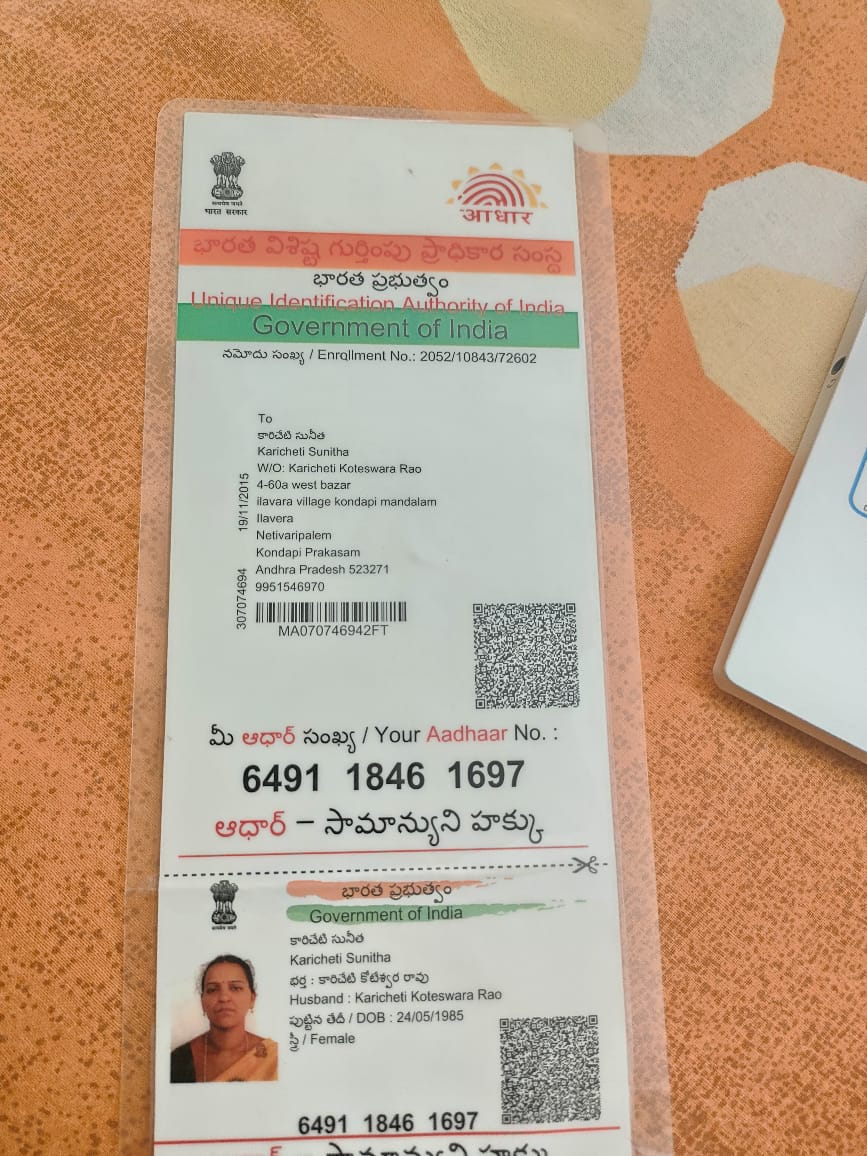 सत्यमेव जयते
भारत सरकार
आधार
భారత విశిష్ట గుర్తింపు ప్రాధికార సంస్థ
భారత ప్రభుత్వం
Unique Identification Authority of India
Government of India
నమోదు సంఖ్య / Enrollment No.: 2052/10843/72602
To
కారిచేటి సునీత
Karicheti Sunitha
W/O: Karicheti Koteswara Rao
4-60a west bazar
ilavara village kondapi mandalam
Ilavera
Netivaripalem
Kondapi Prakasam
Andhra Pradesh 523271
9951546970
19/11/2015
307074694
MA070746942FT
మీ ఆధార్ సంఖ్య / Your Aadhaar No. :
6491 1846 1697
ఆధార్ – సామాన్యుని హక్కు
భారత ప్రభుత్వం
Government of India
సత్యమేవ జయతే
కారిచేటి సునీత
Karicheti Sunitha
భర్త : కారిచేటి కోటేశ్వర రావు
Husband : Karicheti Koteswara Rao
పుట్టిన తేదీ / DOB : 24/05/1985
స్త్రీ / Female
6491 1846 1697
ఆధార్ – సామాన్యుని హక్కు